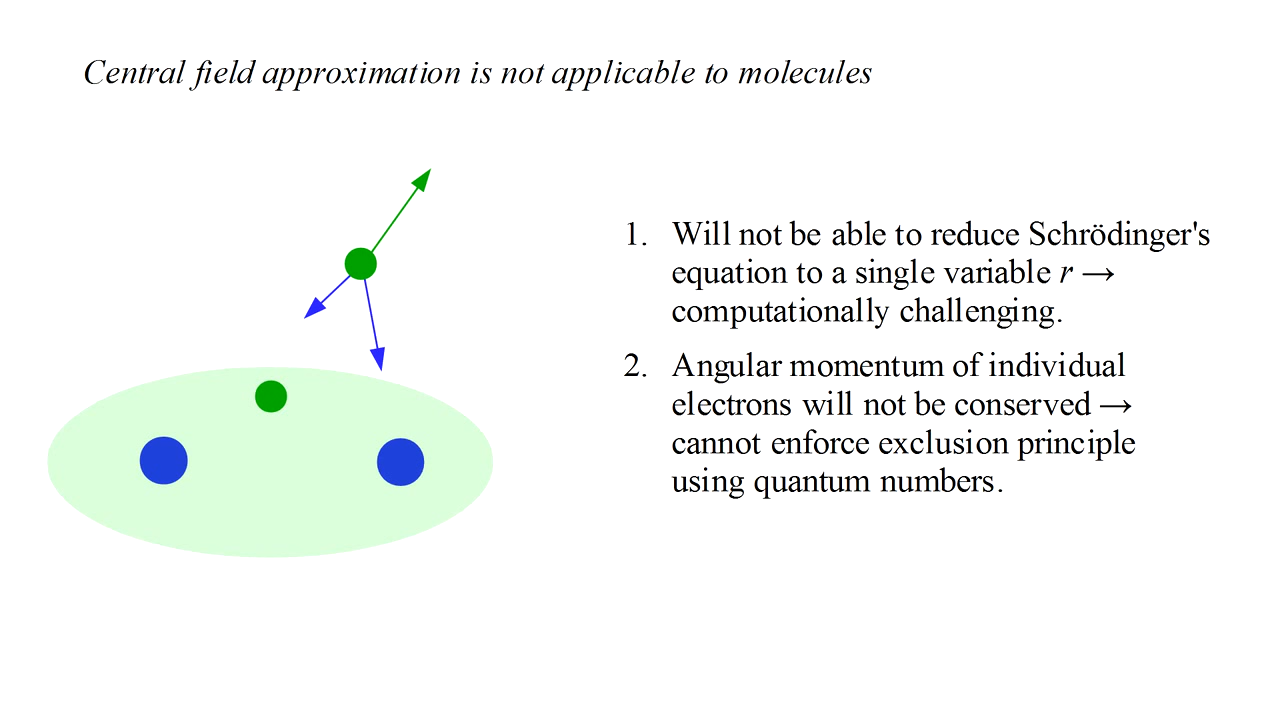 Central field approximation is not applicable to molecules
1. Will not be able to reduce Schrödinger's
equation to a single variable r →
computationally challenging.
2. Angular momentum of individual
electrons will not be conserved →
cannot enforce exclusion principle
using quantum numbers.